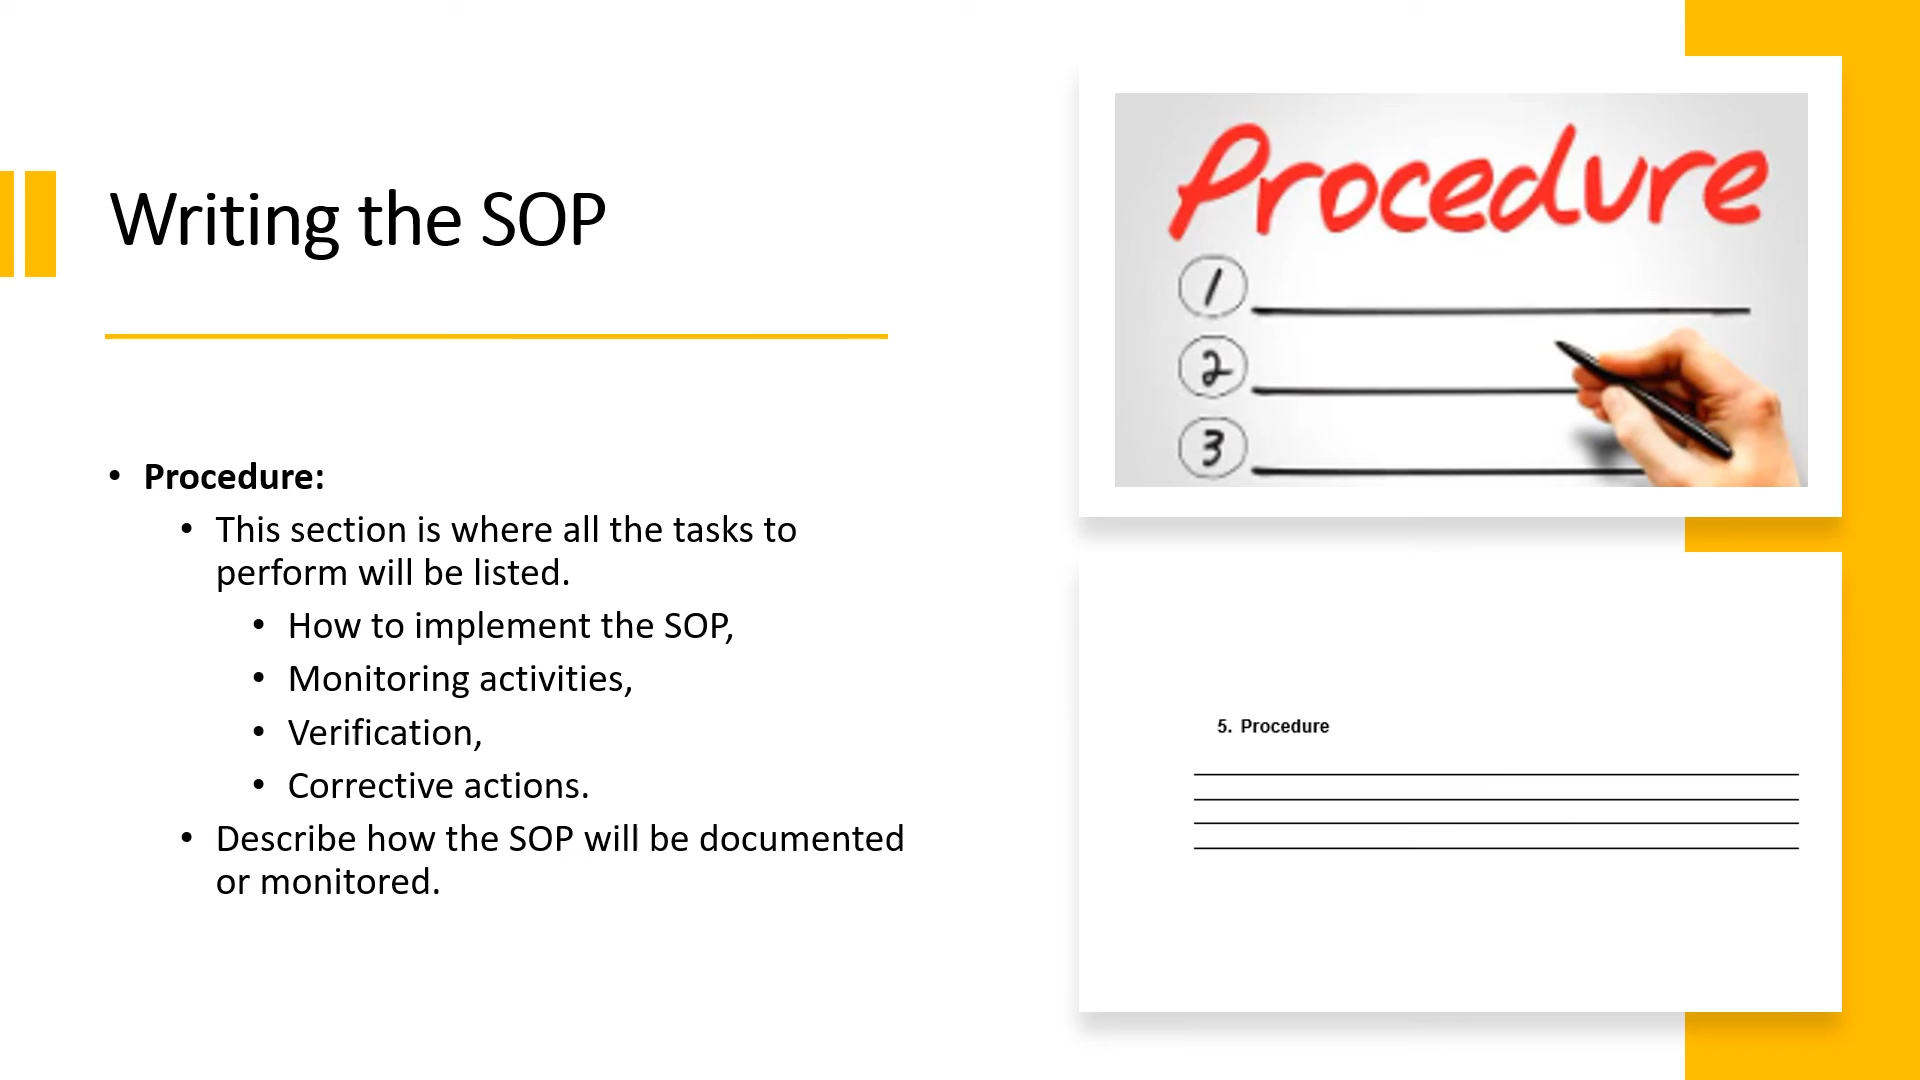 Writing the SOP
• Procedure:
• This section is where all the tasks to
perform will be listed.
• How to implement the SOP,
• Monitoring activities,
• Verification,
• Corrective actions.
• Describe how the SOP will be documented
or monitored.
Procedure
1
2
3
5. Procedure